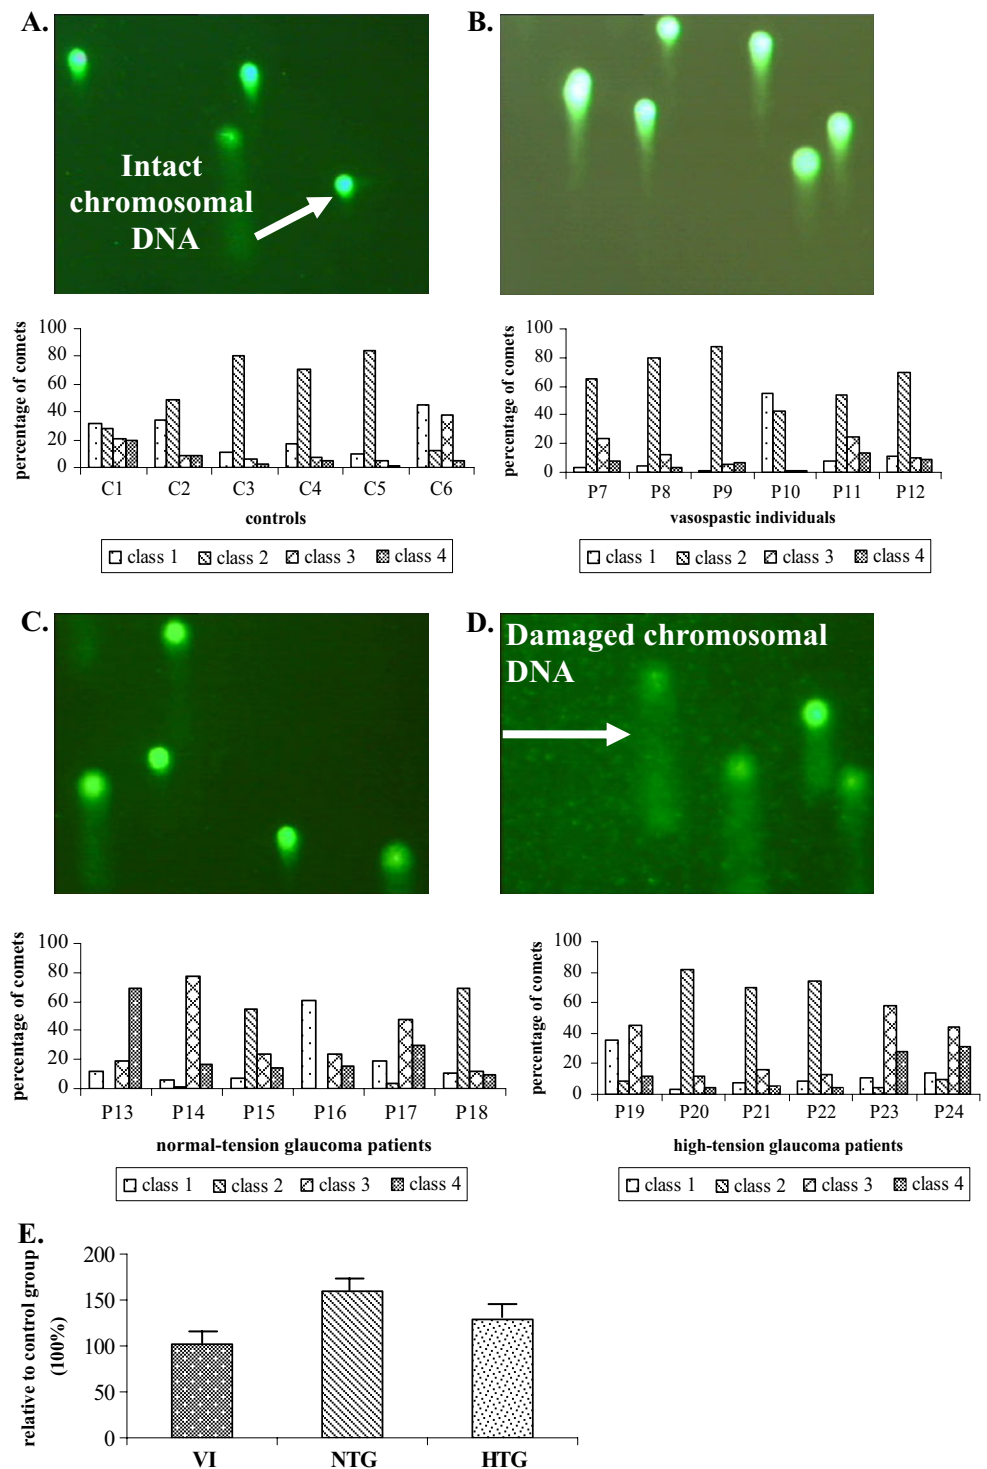 A.
Intact
chromosomal
DNA
B.
100
80
60
40
20
0
percentage of comets
C1 C2 C3 C4 C5 C6
controls
class 1 class 2 class 3 class 4
100
80
60
40
20
0
percentage of comets
P7 P8 P9 P10 P11 P12
vasospastic individuals
class 1 class 2 class 3 class 4
C.
D.
Damaged chromosomal
DNA
100
80
60
40
20
0
percentage of comets
P13 P14 P15 P16 P17 P18
normal-tension glaucoma patients
class 1 class 2 class 3 class 4
100
80
60
40
20
0
percentage of comets
P19 P20 P21 P22 P23 P24
high-tension glaucoma patients
class 1 class 2 class 3 class 4
E.
200
150
100
50
0
relative to control group
(100%)
VI NTG HTG